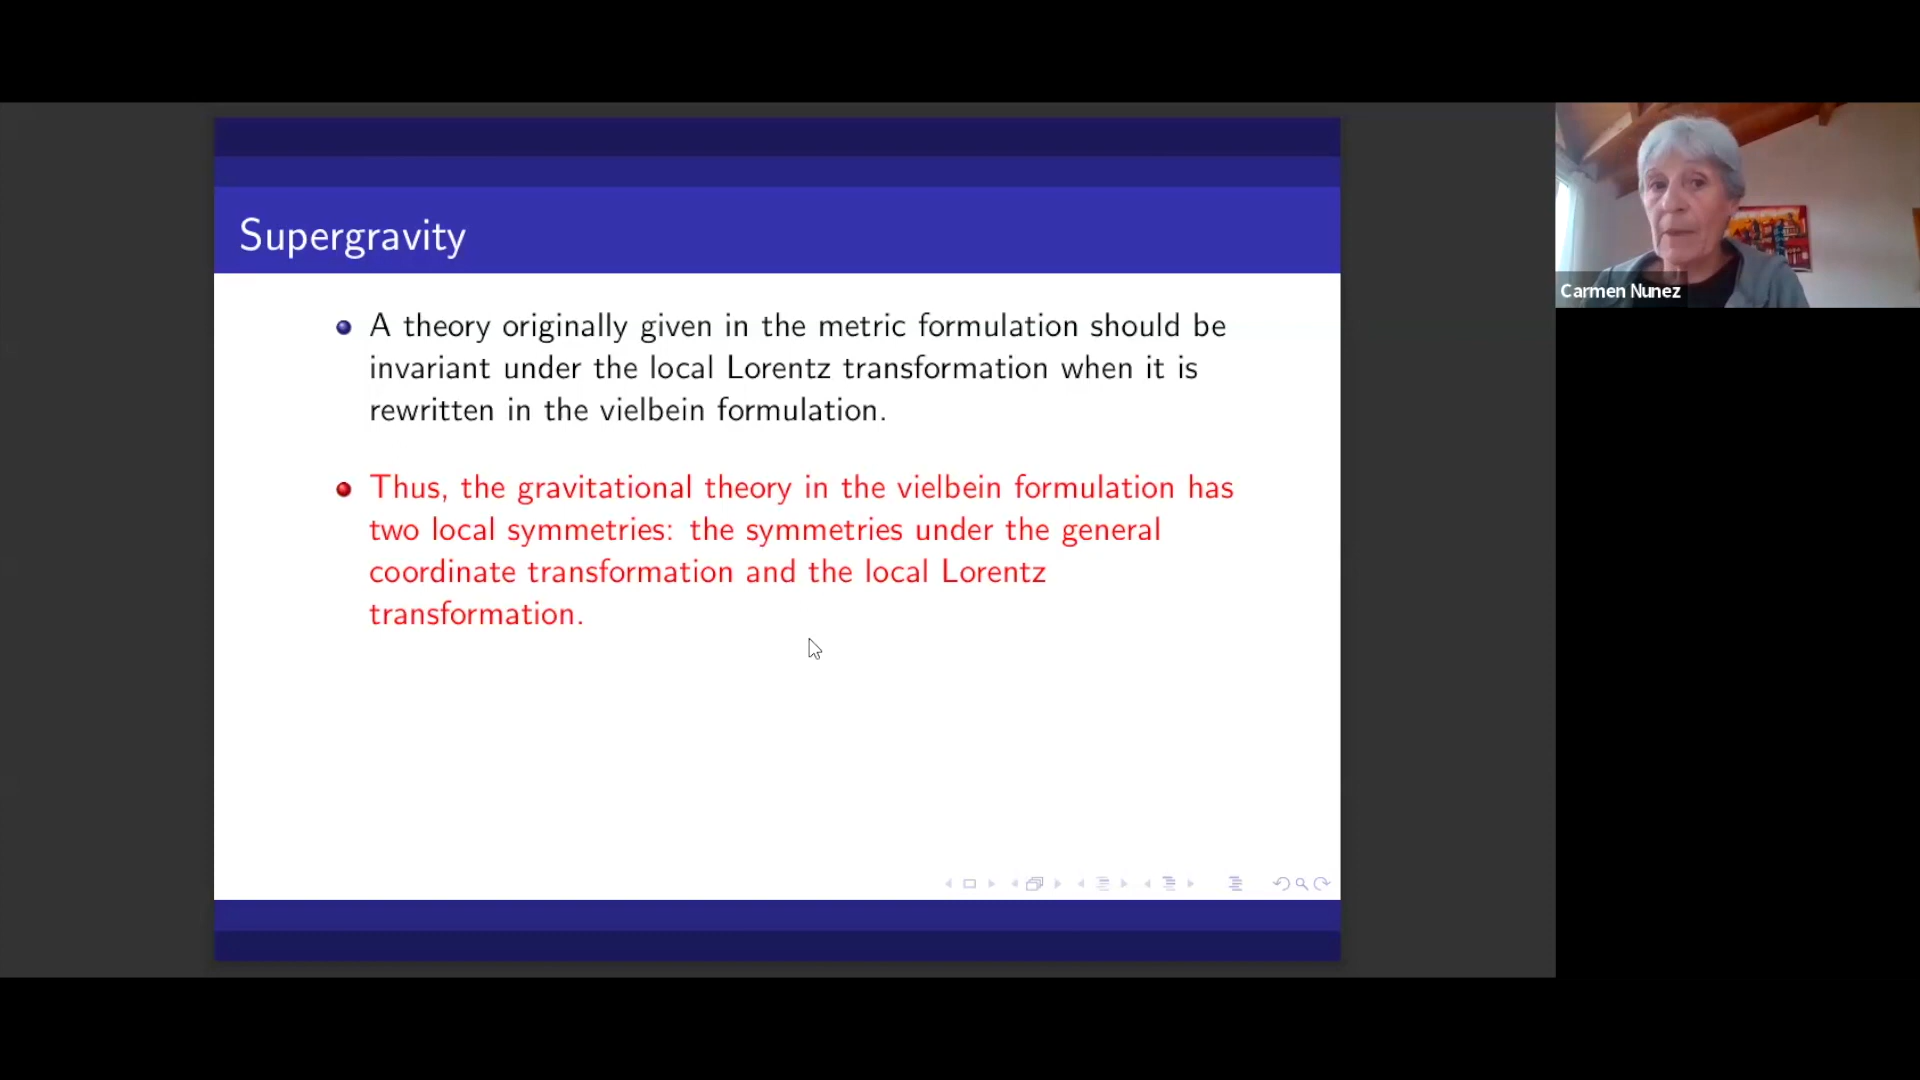 Supergravity
A theory originally given in the metric formulation should be
invariant under the local Lorentz transformation when it is
rewritten in the vielbein formulation.
Thus, the gravitational theory in the vielbein formulation has
two local symmetries: the symmetries under the general
coordinate transformation and the local Lorentz
transformation.
Carmen Nunez